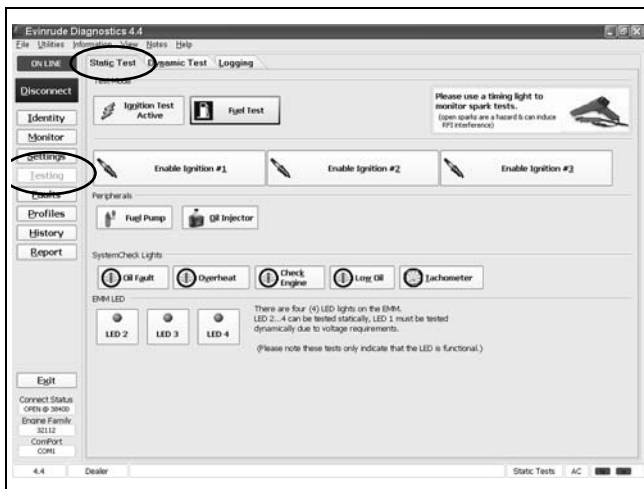 Evinrude Diagnostics 4.4
File Utilities Information View Notes Help
ON LINE
Static Test Dynamic Test Logging
Disconnect
Test Mode
Ignition Test Active
Fuel Test
Please use a timing light to
monitor spark tests.
(open sparks are a hazard & can induce
RFI interference)
Identity
Monitor
Settings
Testing
Faults
Profiles
History
Report
Enable Ignition #1 Enable Ignition #2 Enable Ignition #3
Peripherals
Fuel Pump Oil Injector
SystemCheck Lights
Oil Fault Overheat Check Engine Low Oil Tachometer
EMM LED
LED 2 LED 3 LED 4
There are four (4) LED lights on the EMM.
LED 2...4 can be tested statically, LED 1 must be tested
dynamically due to voltage requirements.
(Please note these tests only indicate that the LED is functional.)
Exit
Connect Status
OPEN @ 38400
Engine Family
32112
ComPort
COM1
4.4 Dealer Static Tests AC